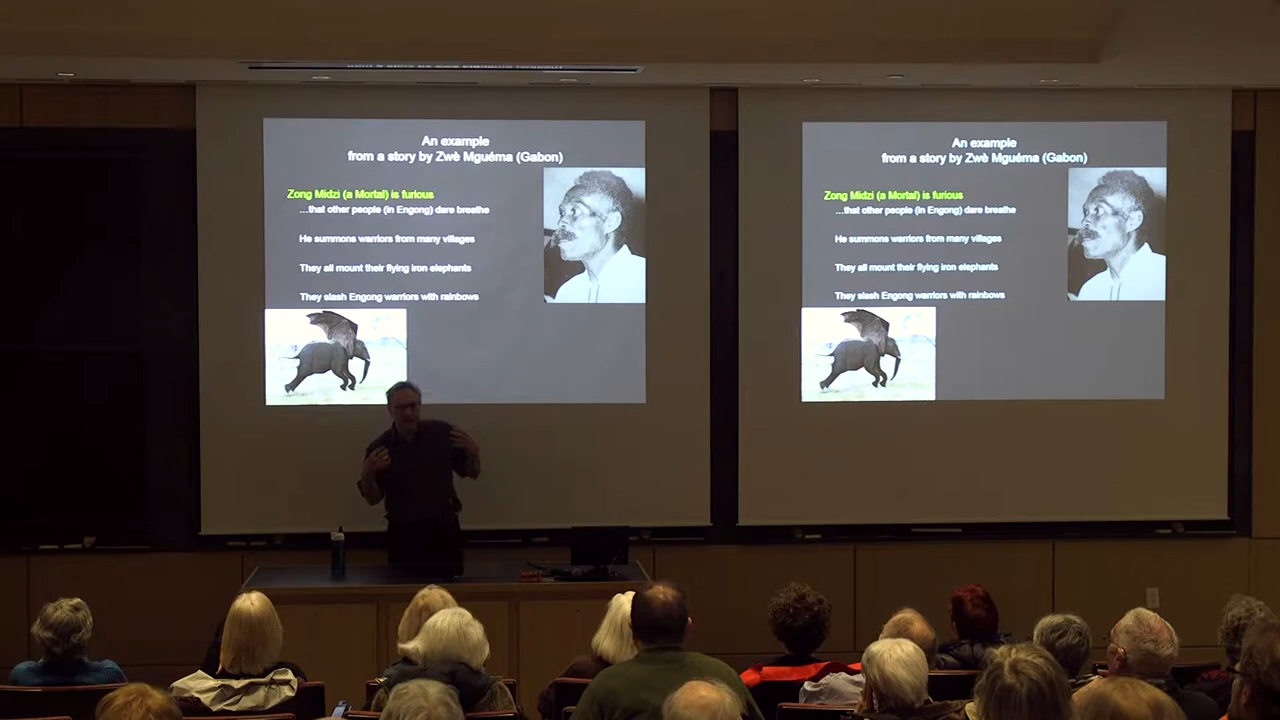 An example
from a story by Zwè Mguéma (Gabon)
Zong Midzi (a Mortal) is furious
...that other people (in Engong) dare breathe
He summons warriors from many villages
They all mount their flying iron elephants
They slash Engong warriors with rainbows
An example
from a story by Zwè Mguéma (Gabon)
Zong Midzi (a Mortal) is furious
...that other people (in Engong) dare breathe
He summons warriors from many villages
They all mount their flying iron elephants
They slash Engong warriors with rainbows